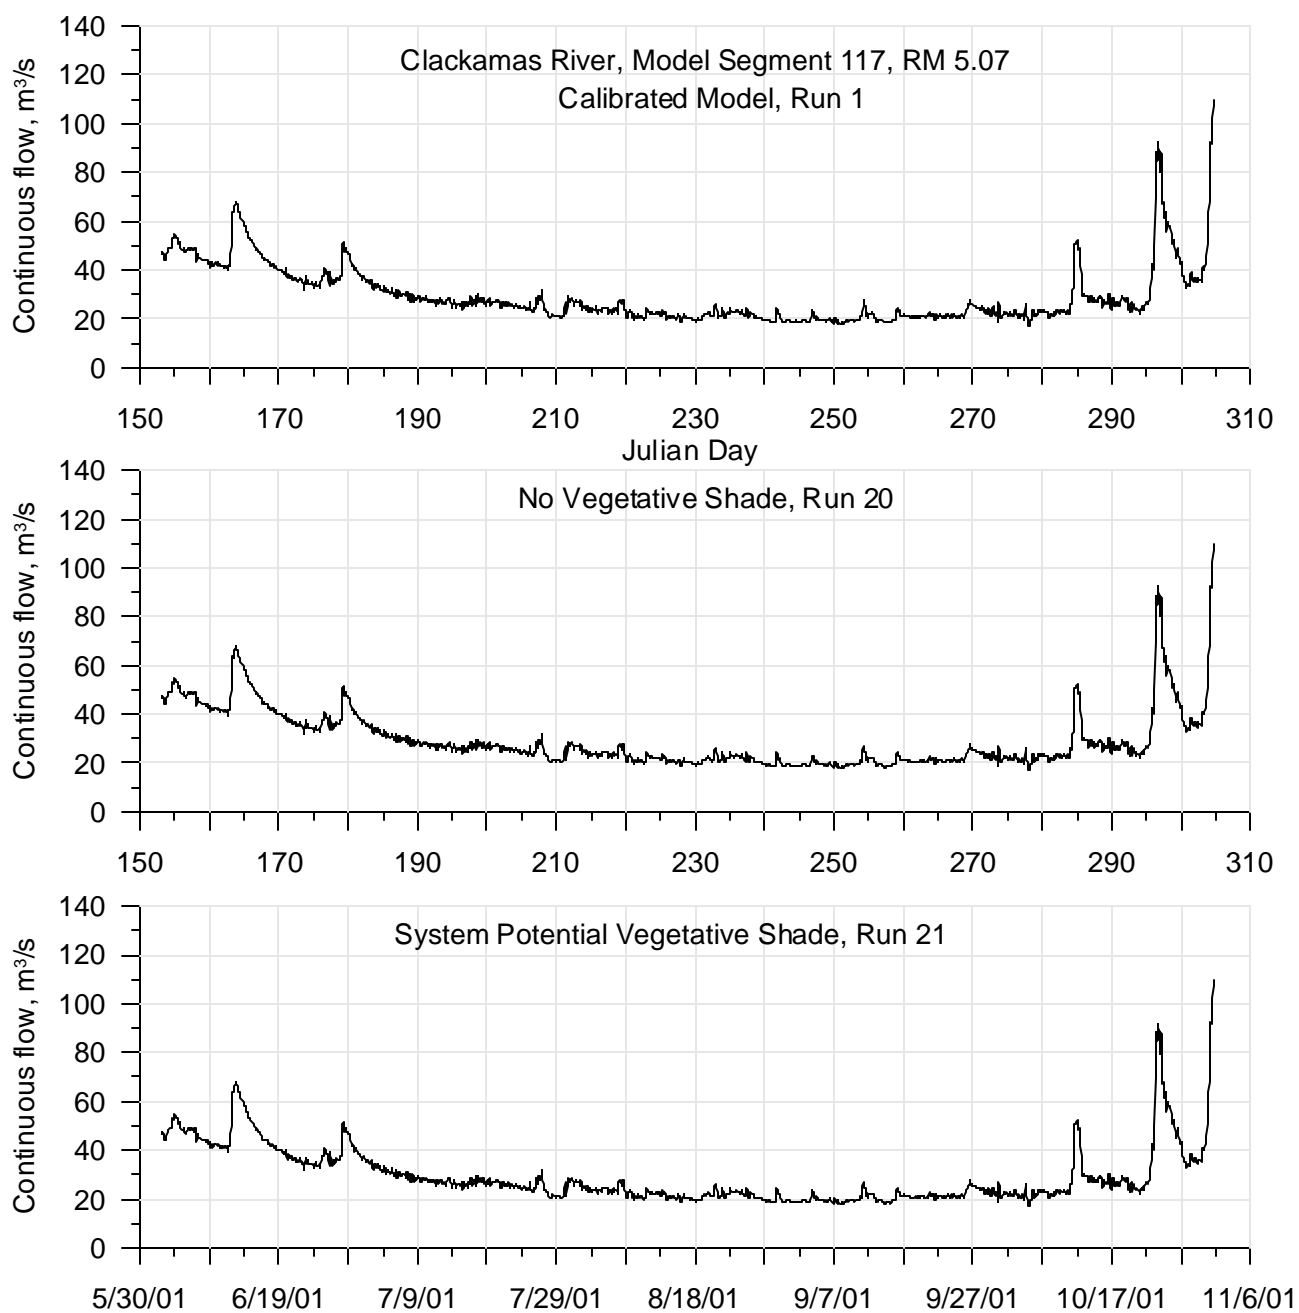 Clackamas River, Model Segment 117, RM 5.07
Calibrated Model, Run 1
Continuous flow, m³/s
140
120
100
80
60
40
20
0
150 170 190 210 230 250 270 290 310
Julian Day
No Vegetative Shade, Run 20
Continuous flow, m³/s
140
120
100
80
60
40
20
0
150 170 190 210 230 250 270 290 310
System Potential Vegetative Shade, Run 21
Continuous flow, m³/s
140
120
100
80
60
40
20
0
5/30/01 6/19/01 7/9/01 7/29/01 8/18/01 9/7/01 9/27/01 10/17/01 11/6/01